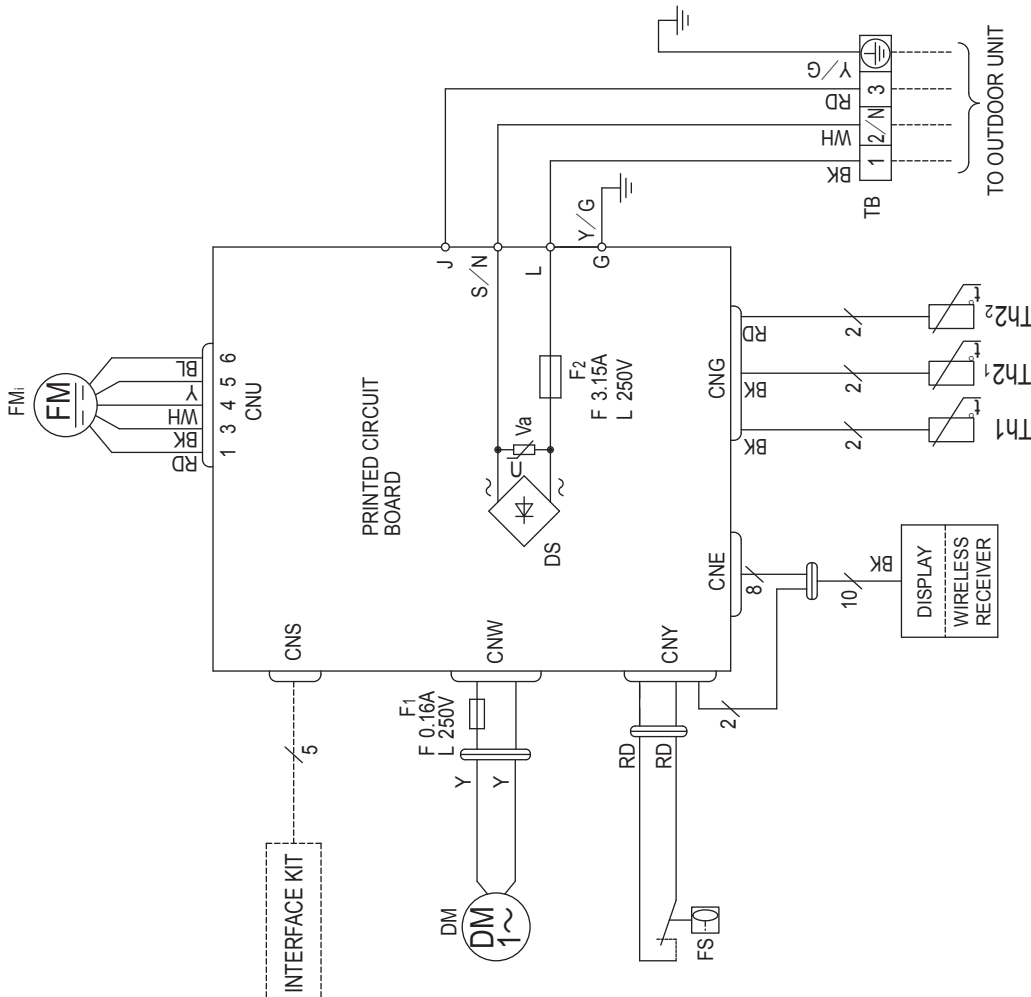 FMi
FM
RD
BK
WH
Y
BL
1
3
4
5
6
CNU
PRINTED CIRCUIT
BOARD
J
S/N
L
G
Y/G
F2
F 3.15A
L 250V
Va
U
~
~
DS
Y/G
RD
WH
BK
3
2/N
1
TB
TO OUTDOOR UNIT
CNS
5
INTERFACE KIT
CNW
F1
F 0.16A
L 250V
Y
Y
DM
DM
1~
CNY
RD
RD
2
FS
CNE
8
10
BK
DISPLAY
WIRELESS
RECEIVER
CNG
BK
BK
RD
2
2
2
t°
t°
t°
Th1
Th2₁
Th2₂